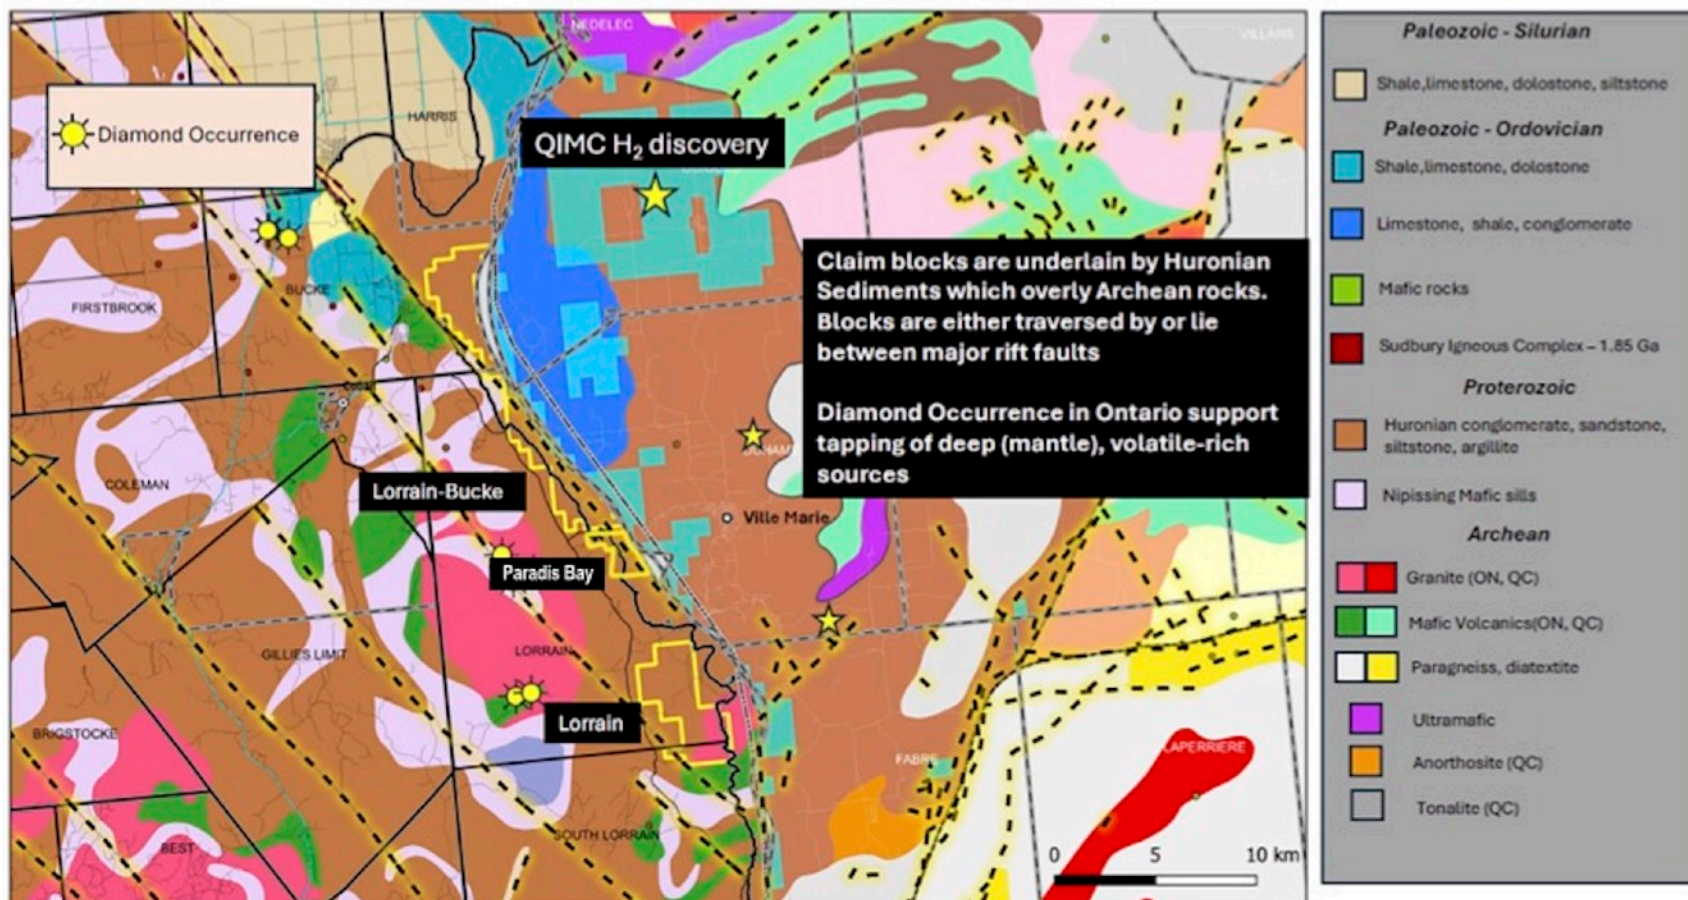 NEDELEC
VILLARS
HARRIS
Diamond Occurrence
QIMC H₂ discovery
BUCKE
FIRSTBROOK
Claim blocks are underlain by Huronian
Sediments which overly Archean rocks.
Blocks are either traversed by or lie
between major rift faults
Diamond Occurrence in Ontario support
tapping of deep (mantle), volatile-rich
sources
COLEMAN
Lorrain-Bucke
Ville Marie
Paradis Bay
GILLIES LIMIT
LORRAIN
Lorrain
BRIGSTOCKE
FABRE
LAPERRIERE
SOUTH LORRAIN
BEST
0 5 10 km
Paleozoic - Silurian
Shale,limestone, dolostone, siltstone
Paleozoic - Ordovician
Shale,limestone, dolostone
Limestone, shale, conglomerate
Mafic rocks
Sudbury Igneous Complex – 1.85 Ga
Proterozoic
Huronian conglomerate, sandstone,
siltstone, argillite
Nipissing Mafic sills
Archean
Granite (ON, QC)
Mafic Volcanics(ON, QC)
Paragneiss, diatextite
Ultramafic
Anorthosite (QC)
Tonalite (QC)